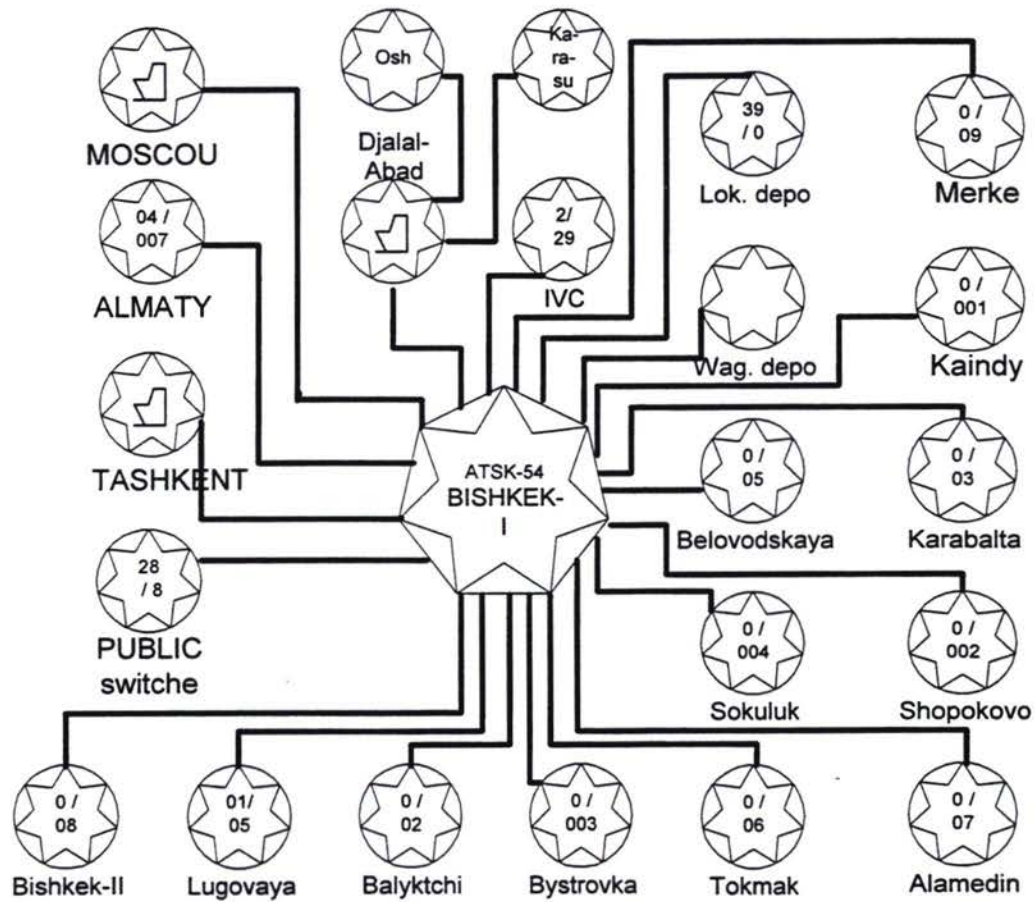 MOSCOU
Osh
Ka-
ra-
su
Djalal-
Abad
39
/ 0
Lok. depo
0 /
09
Merke
04 /
007
ALMATY
2/
29
IVC
Wag. depo
0 /
001
Kaindy
TASHKENT
ATSK-54
BISHKEK-
I
0 /
05
Belovodskaya
0 /
03
Karabalta
28
/ 8
PUBLIC
switche
0 /
004
Sokuluk
0 /
002
Shopokovo
0 /
08
Bishkek-II
01/
05
Lugovaya
0 /
02
Balyktchi
0 /
003
Bystrovka
0 /
06
Tokmak
0 /
07
Alamedin